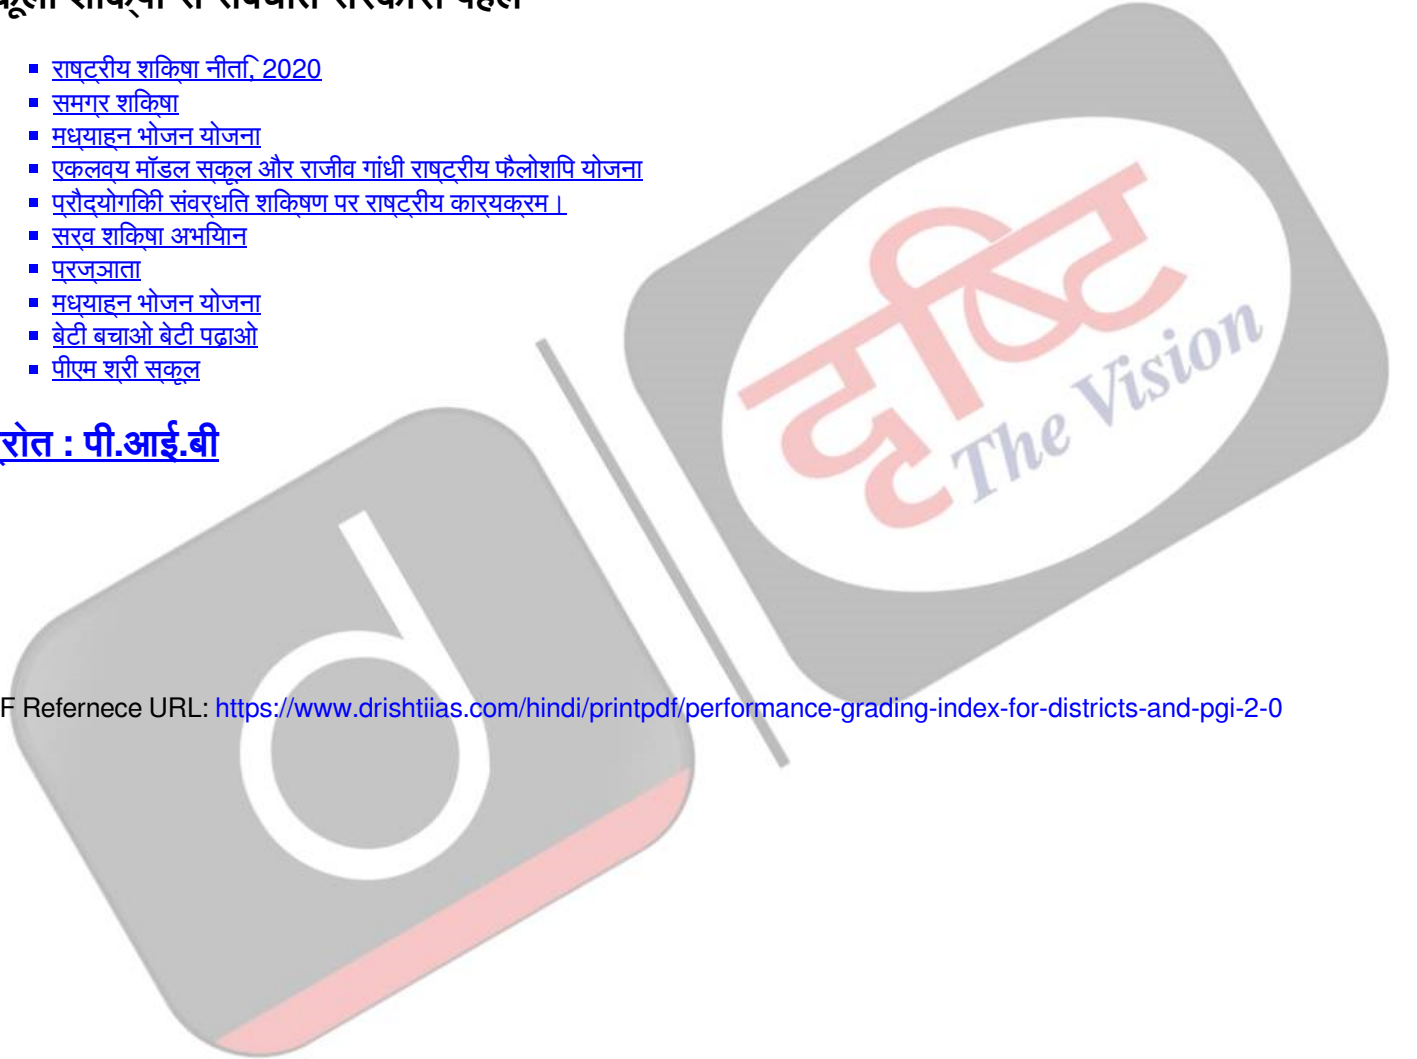 स्कूली शिक्षा से संबंधित सरकारी पहल
राष्ट्रीय शिक्षा नीति, 2020
समग्र शिक्षा
मध्याह्न भोजन योजना
एकलव्य मॉडल स्कूल और राजीव गांधी राष्ट्रीय फैलोशिप योजना
प्रौद्योगिकी संवर्धित शिक्षण पर राष्ट्रीय कार्यक्रम।
सर्व शिक्षा अभियान
प्रज्ञाता
मध्याह्न भोजन योजना
बेटी बचाओ बेटी पढ़ाओ
पीएम श्री स्कूल
स्रोत : पी.आई.बी
दृष्टि
The Vision
d
F Refernece URL: https://www.drishtiias.com/hindi/printpdf/performance-grading-index-for-districts-and-pgi-2-0